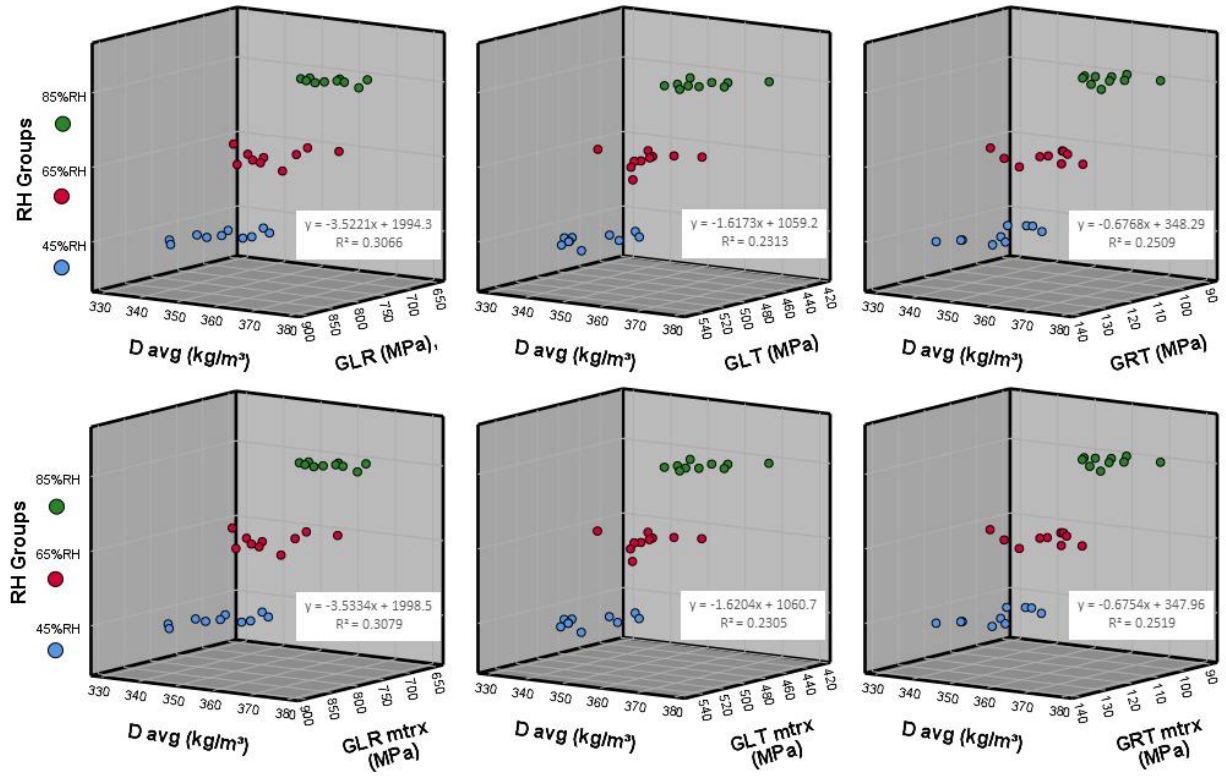 RH Groups
85%RH
65%RH
45%RH
y = -3.5221x + 1994.3
R² = 0.3066
330 340 350 360 370 380
900 850 800 750 700 650
D avg (kg/m³)
GLR (MPa),
y = -1.6173x + 1059.2
R² = 0.2313
330 340 350 360 370 380
540 520 500 480 460 440 420
D avg (kg/m³)
GLT (MPa)
y = -0.6768x + 348.29
R² = 0.2509
330 340 350 360 370 380
140 130 120 110 100 90
D avg (kg/m³)
GRT (MPa)
RH Groups
85%RH
65%RH
45%RH
y = -3.5334x + 1998.5
R² = 0.3079
330 340 350 360 370 380
900 850 800 750 700 650
D avg (kg/m³)
GLR mtrx
(MPa)
y = -1.6204x + 1060.7
R² = 0.2305
330 340 350 360 370 380
540 520 500 480 460 440 420
D avg (kg/m³)
GLT mtrx
(MPa)
y = -0.6754x + 347.96
R² = 0.2519
330 340 350 360 370 380
140 130 120 110 100 90
D avg (kg/m³)
GRT mtrx
(MPa)